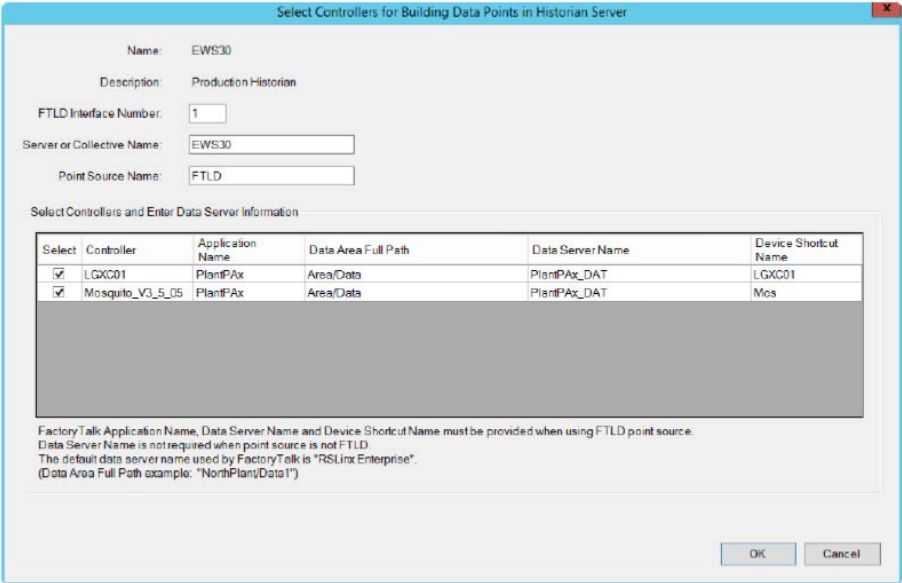 Select Controllers for Building Data Points in Historian Server
x
Name: EWS30
Description: Production Historian
FTLD Interface Number: 1
Server or Collective Name: EWS30
Point Source Name: FTLD
Select Controllers and Enter Data Server Information
Select Controller Application Name Data Area Full Path Data Server Name Device Shortcut Name
LGXC01 PlantPAx Area/Data PlantPAx_DAT LGXC01
Mosquito_V3_5_05 PlantPAx Area/Data PlantPAx_DAT Mos
FactoryTalk Application Name, Data Server Name and Device Shortcut Name must be provided when using FTLD point source.
Data Server Name is not required when point source is not FTLD.
The default data server name used by FactoryTalk is "RSLinx Enterprise".
(Data Area Full Path example: "NorthPlant/Data1")
OK Cancel